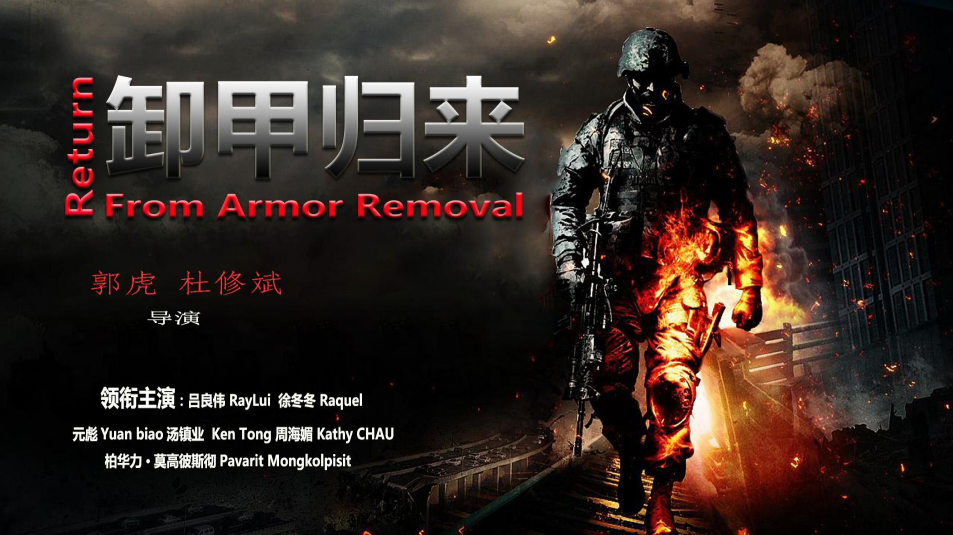 Return
卸甲归来
From Armor Removal
郭虎 杜修斌
导演
领衔主演：吕良伟 RayLui 徐冬冬 Raquel
元彪 Yuan biao 汤镇业 Ken Tong 周海媚 Kathy CHAU
柏华力·莫高彼斯彻 Pavarit Mongkolpisit